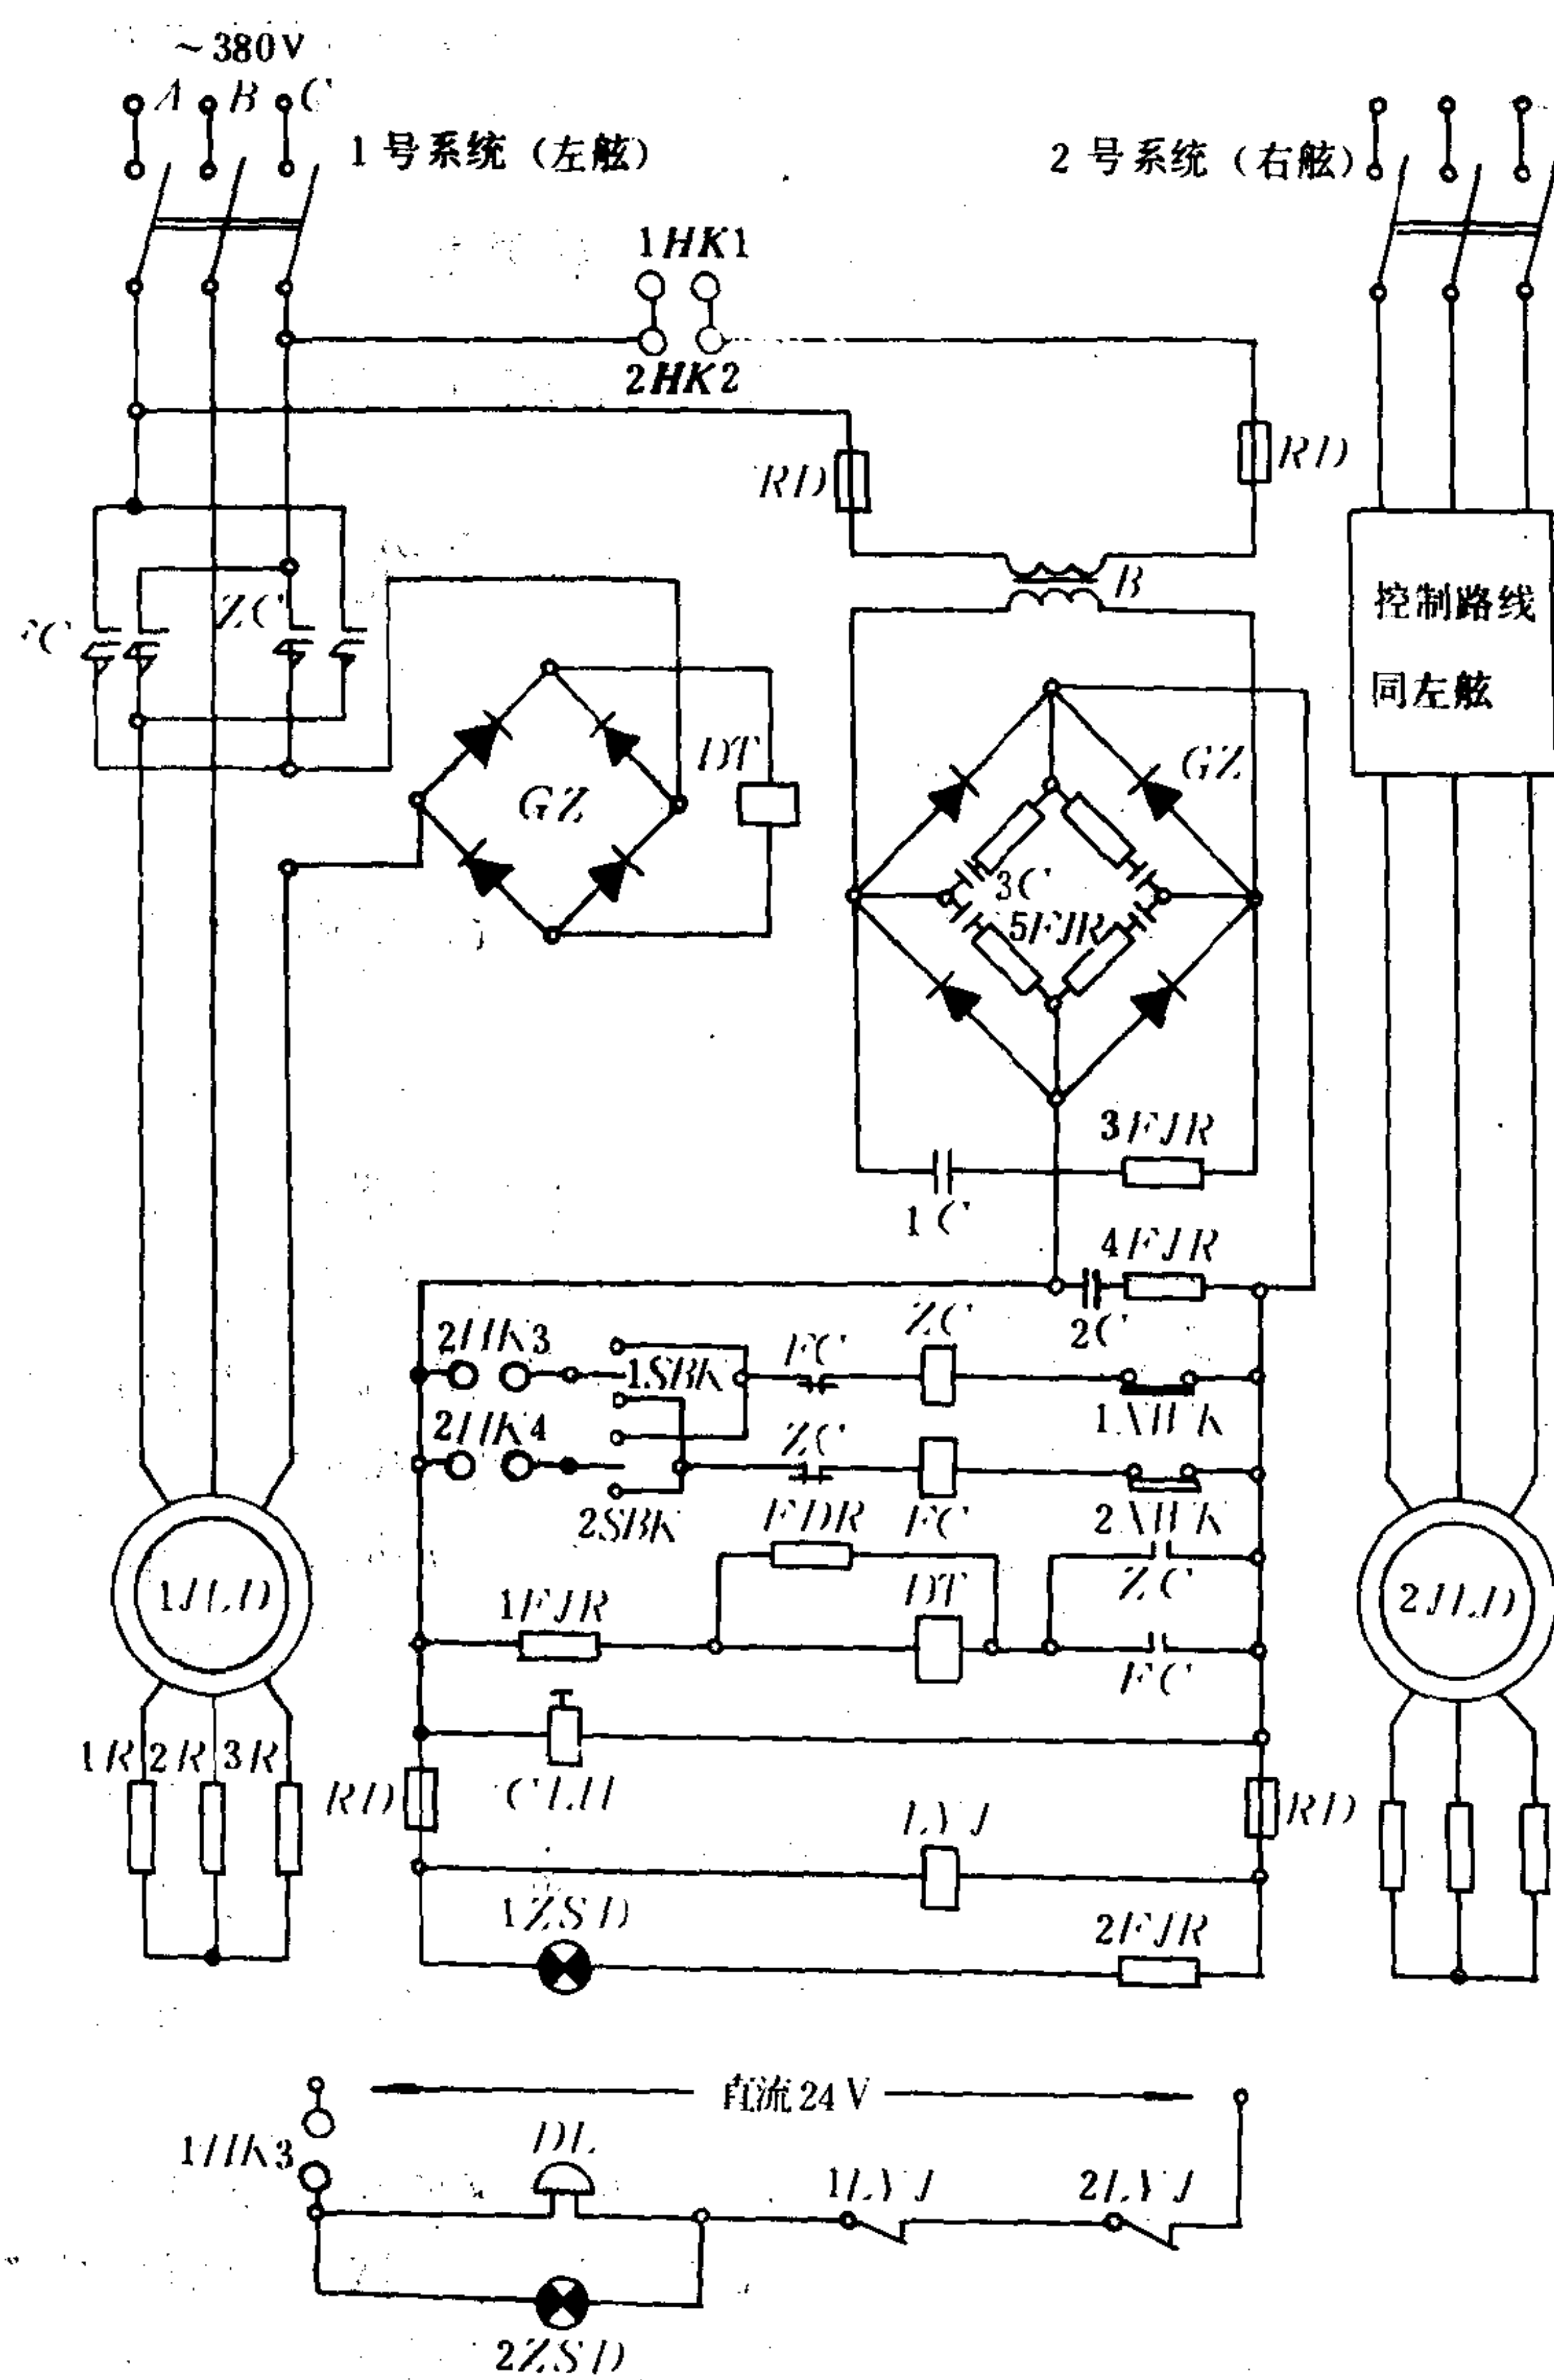 ~380V
A B C
1号系统（左舷）
2号系统（右舷）
1HK1
2HK2
RD
RD
B
ZC
控制路线
同左舷
DT
GZ
GZ
3C
5FJR
3FJR
1C
4FJR
2C
2HK3
1SBK
FC
ZC
1XWK
2HK4
ZC
2SBK
FC
2XWK
FDR
ZC
1JLD
1FJR
DT
FC
2JLD
1R 2R 3R
RD
CLH
RD
LYJ
1ZSD
2FJR
直流24V
1HK3
DL
1LYJ
2LYJ
2ZSD